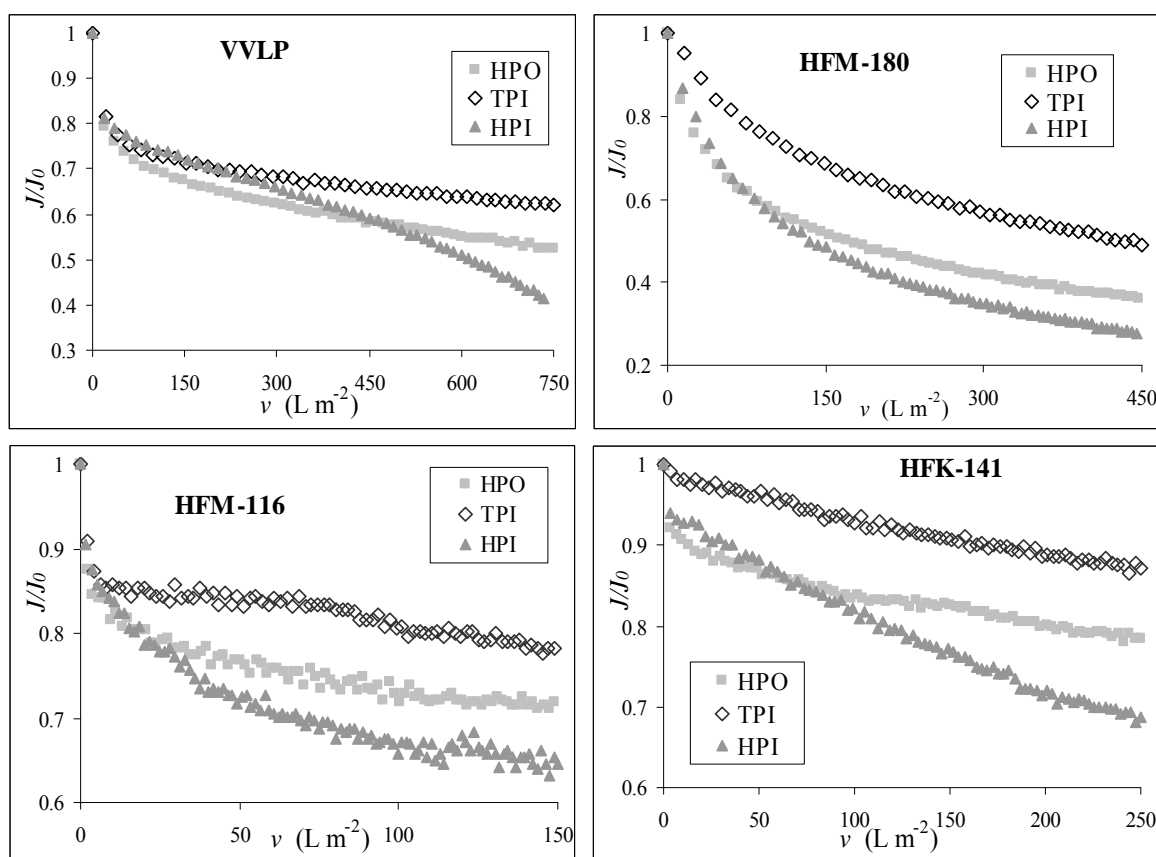 VVLP
HPO
TPI
HPI
J/J0
1
0.9
0.8
0.7
0.6
0.5
0.4
0.3
0
150
300
450
600
750
v (L m-2)
HFM-180
HPO
TPI
HPI
J/J0
1
0.8
0.6
0.4
0.2
0
150
300
450
v (L m-2)
HFM-116
HPO
TPI
HPI
J/J0
1
0.9
0.8
0.7
0.6
0
50
100
150
v (L m-2)
HFK-141
HPO
TPI
HPI
J/J0
1
0.9
0.8
0.7
0.6
0
50
100
150
200
250
v (L m-2)